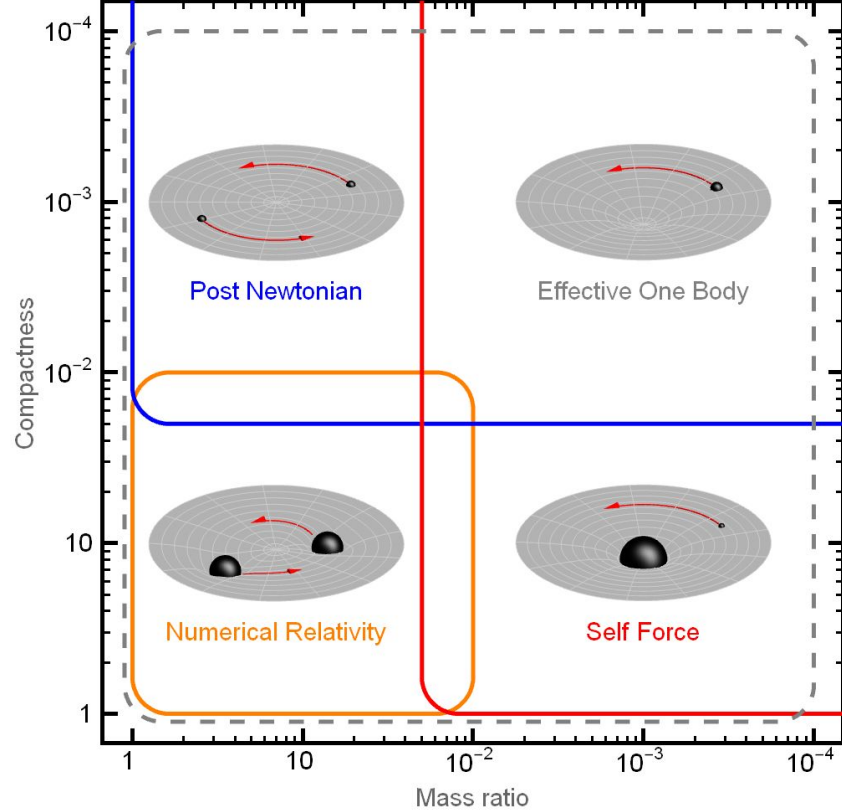 10⁻⁴
10⁻³
10⁻²
10
1
Compactness
Post Newtonian
Effective One Body
Numerical Relativity
Self Force
1
10
10⁻²
10⁻³
10⁻⁴
Mass ratio